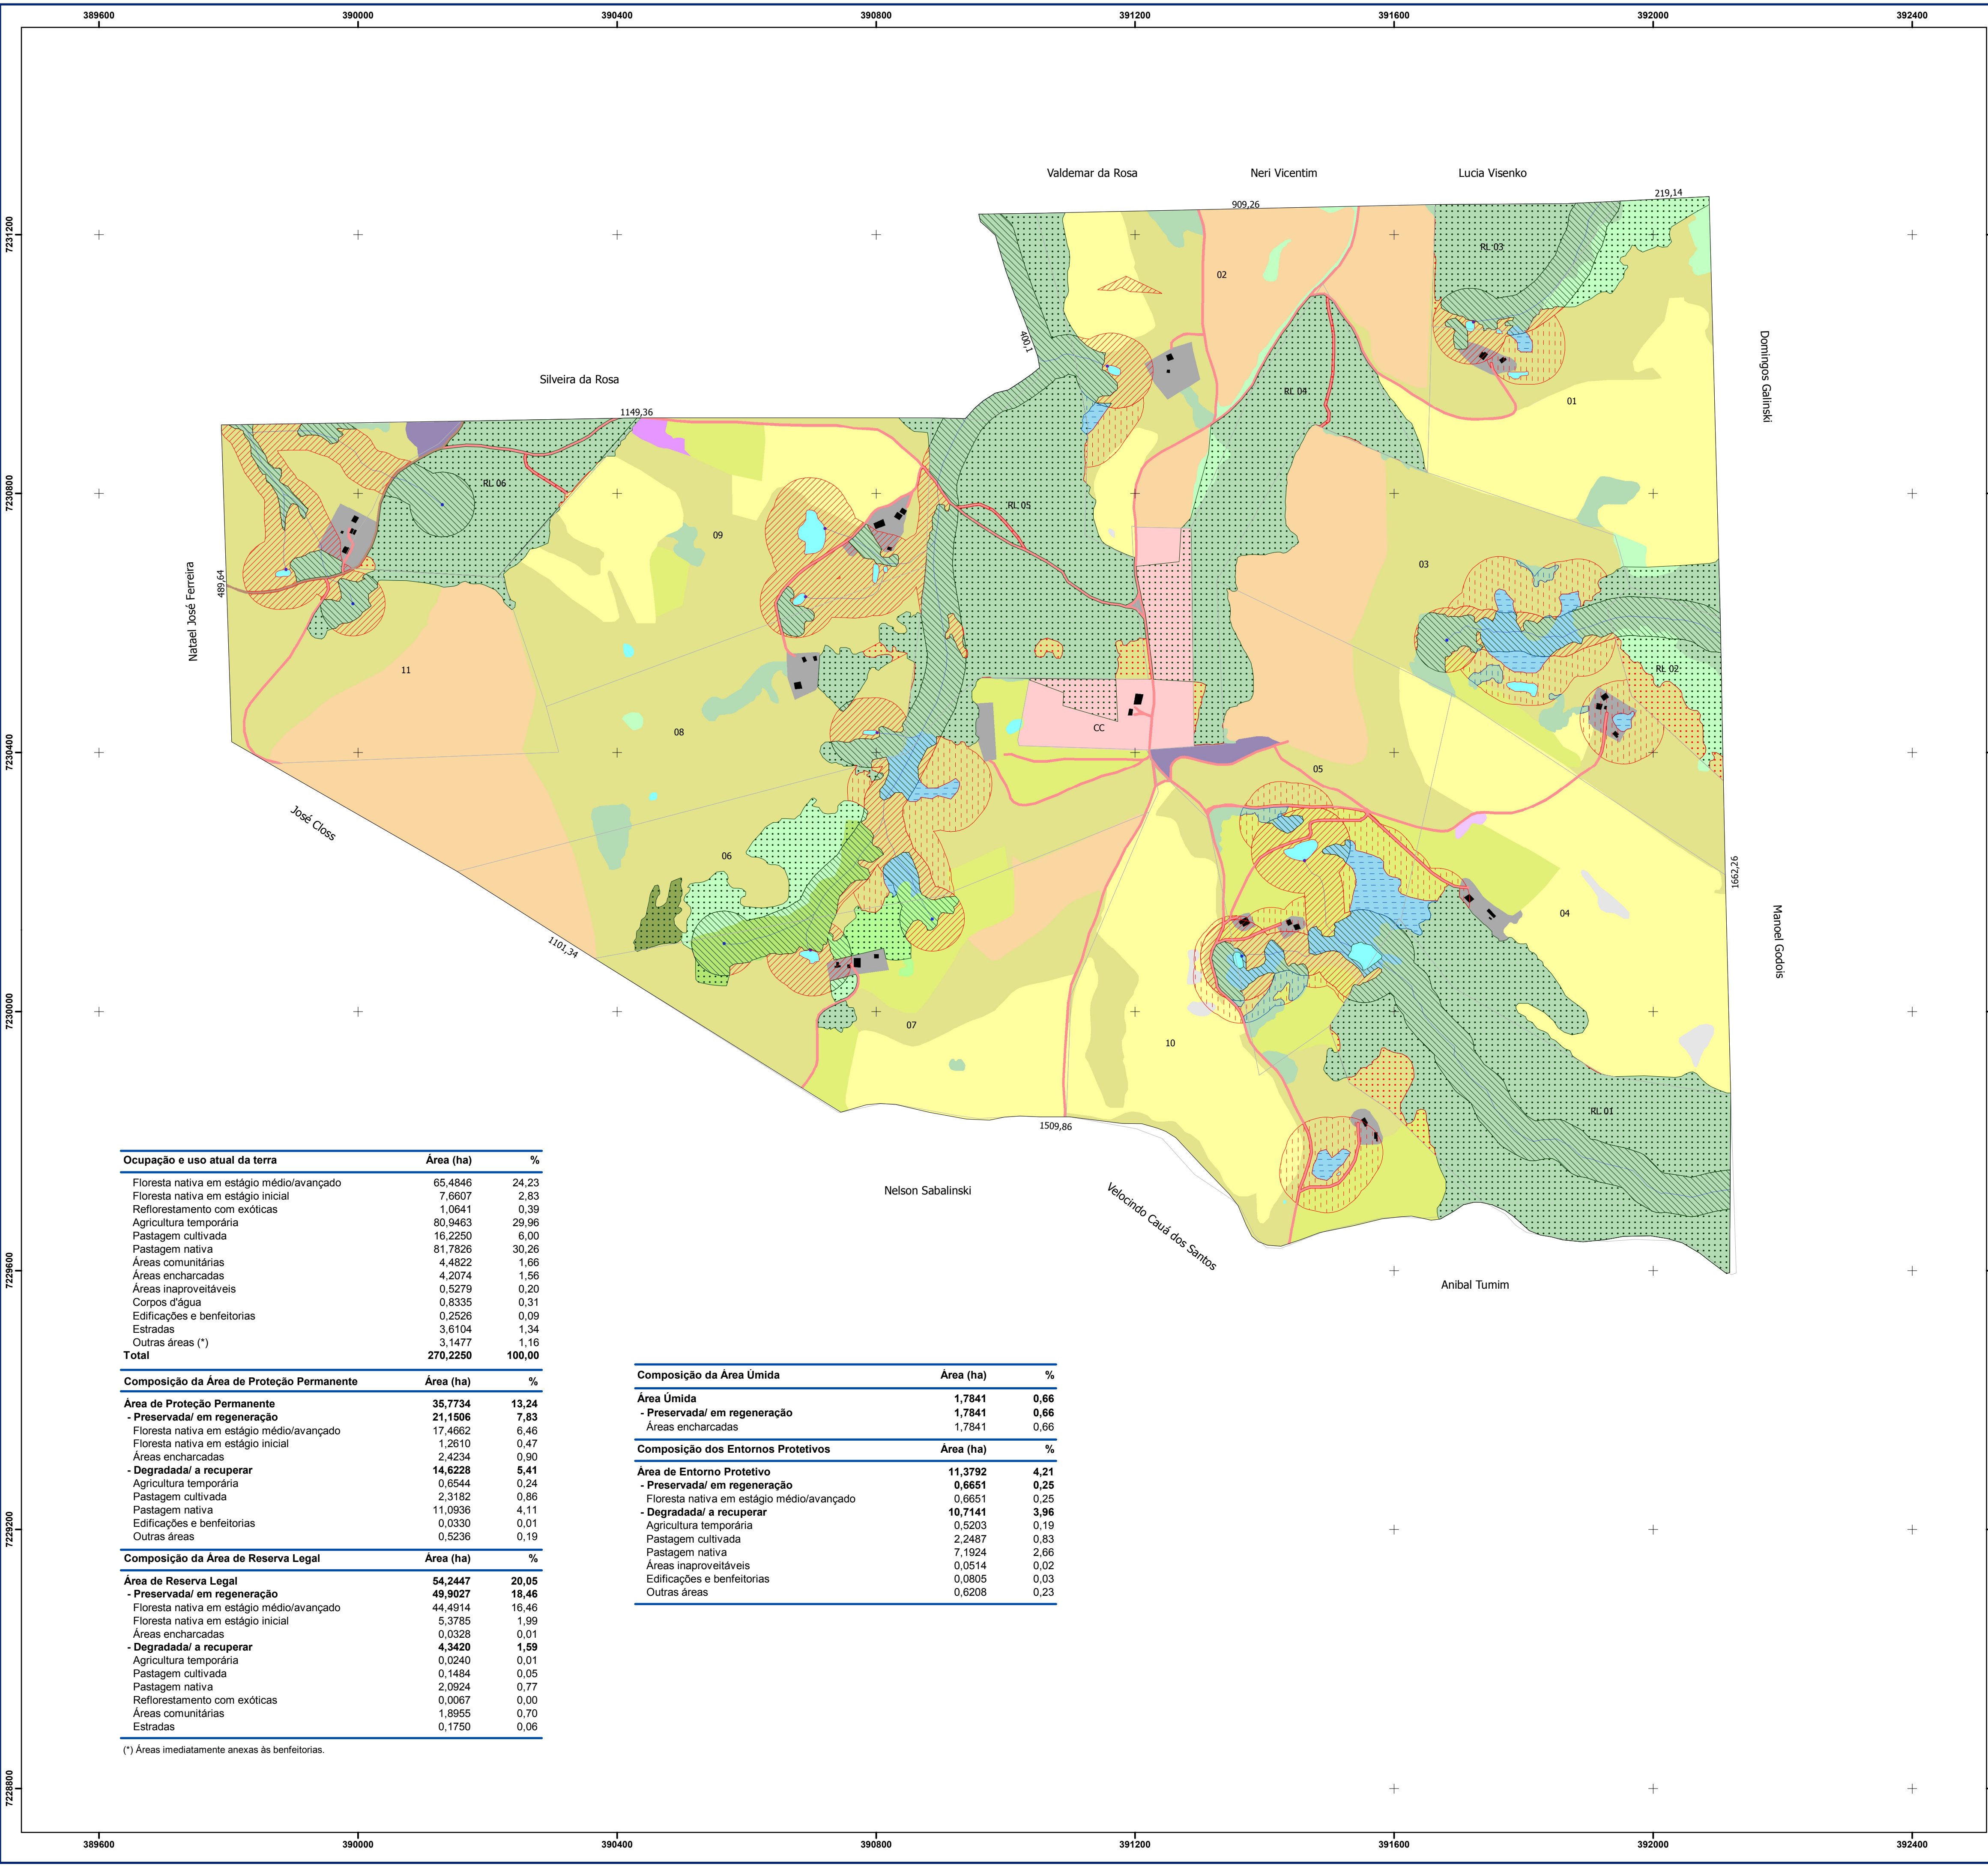 389600 390000 390400 390800 391200 391600 392000 392400
Valdemar da Rosa Neri Vicentim Lucia Visenko
219,14
909,26
7231200
RL 03
02
400,1
Domingos Galinski
Silveira da Rosa
RL 04
01
1149,36
7230800
RL 06
RL 05
09
03
Natael José Ferreira
489,64
11
RL 02
08
CC
7230400
05
José Closs
06
1662,26
04
Manoel Godois
1101,34
7230000
07
10
RL 01
1509,86
Nelson Sabalinski
Velocindo Cauá dos Santos
Anibal Tumim
7229600
7229200
7228800
Ocupação e uso atual da terra Área (ha) %
Floresta nativa em estágio médio/avançado 65,4846 24,23
Floresta nativa em estágio inicial 7,6607 2,83
Reflorestamento com exóticas 1,0641 0,39
Agricultura temporária 80,9463 29,96
Pastagem cultivada 16,2250 6,00
Pastagem nativa 81,7826 30,26
Áreas comunitárias 4,4822 1,66
Áreas encharcadas 4,2074 1,56
Áreas inaproveitáveis 0,5279 0,20
Corpos d'água 0,8335 0,31
Edificações e benfeitorias 0,2526 0,09
Estradas 3,6104 1,34
Outras áreas (*) 3,1477 1,16
Total 270,2250 100,00
Composição da Área de Proteção Permanente Área (ha) %
Área de Proteção Permanente 35,7734 13,24
- Preservada/ em regeneração 21,1506 7,83
Floresta nativa em estágio médio/avançado 17,4662 6,46
Floresta nativa em estágio inicial 1,2610 0,47
Áreas encharcadas 2,4234 0,90
- Degradada/ a recuperar 14,6228 5,41
Agricultura temporária 0,6544 0,24
Pastagem cultivada 2,3182 0,86
Pastagem nativa 11,0936 4,11
Edificações e benfeitorias 0,0330 0,01
Outras áreas 0,5236 0,19
Composição da Área de Reserva Legal Área (ha) %
Área de Reserva Legal 54,2447 20,05
- Preservada/ em regeneração 49,9027 18,46
Floresta nativa em estágio médio/avançado 44,4914 16,46
Floresta nativa em estágio inicial 5,3785 1,99
Áreas encharcadas 0,0328 0,01
- Degradada/ a recuperar 4,3420 1,59
Agricultura temporária 0,0240 0,01
Pastagem cultivada 0,1484 0,05
Pastagem nativa 2,0924 0,77
Reflorestamento com exóticas 0,0067 0,00
Áreas comunitárias 1,8955 0,70
Estradas 0,1750 0,06
(*) Áreas imediatamente anexas às benfeitorias.
Composição da Área Úmida Área (ha) %
Área Úmida 1,7841 0,66
- Preservada/ em regeneração 1,7841 0,66
Áreas encharcadas 1,7841 0,66
Composição dos Entornos Protetivos Área (ha) %
Área de Entorno Protetivo 11,3792 4,21
- Preservada/ em regeneração 0,6651 0,25
Floresta nativa em estágio médio/avançado 0,6651 0,25
- Degradada/ a recuperar 10,7141 3,96
Agricultura temporária 0,5203 0,19
Pastagem cultivada 2,2487 0,83
Pastagem nativa 7,1924 2,66
Áreas inaproveitáveis 0,0514 0,02
Edificações e benfeitorias 0,0805 0,03
Outras áreas 0,6208 0,23
389600 390000 390400 390800 391200 391600 392000 392400